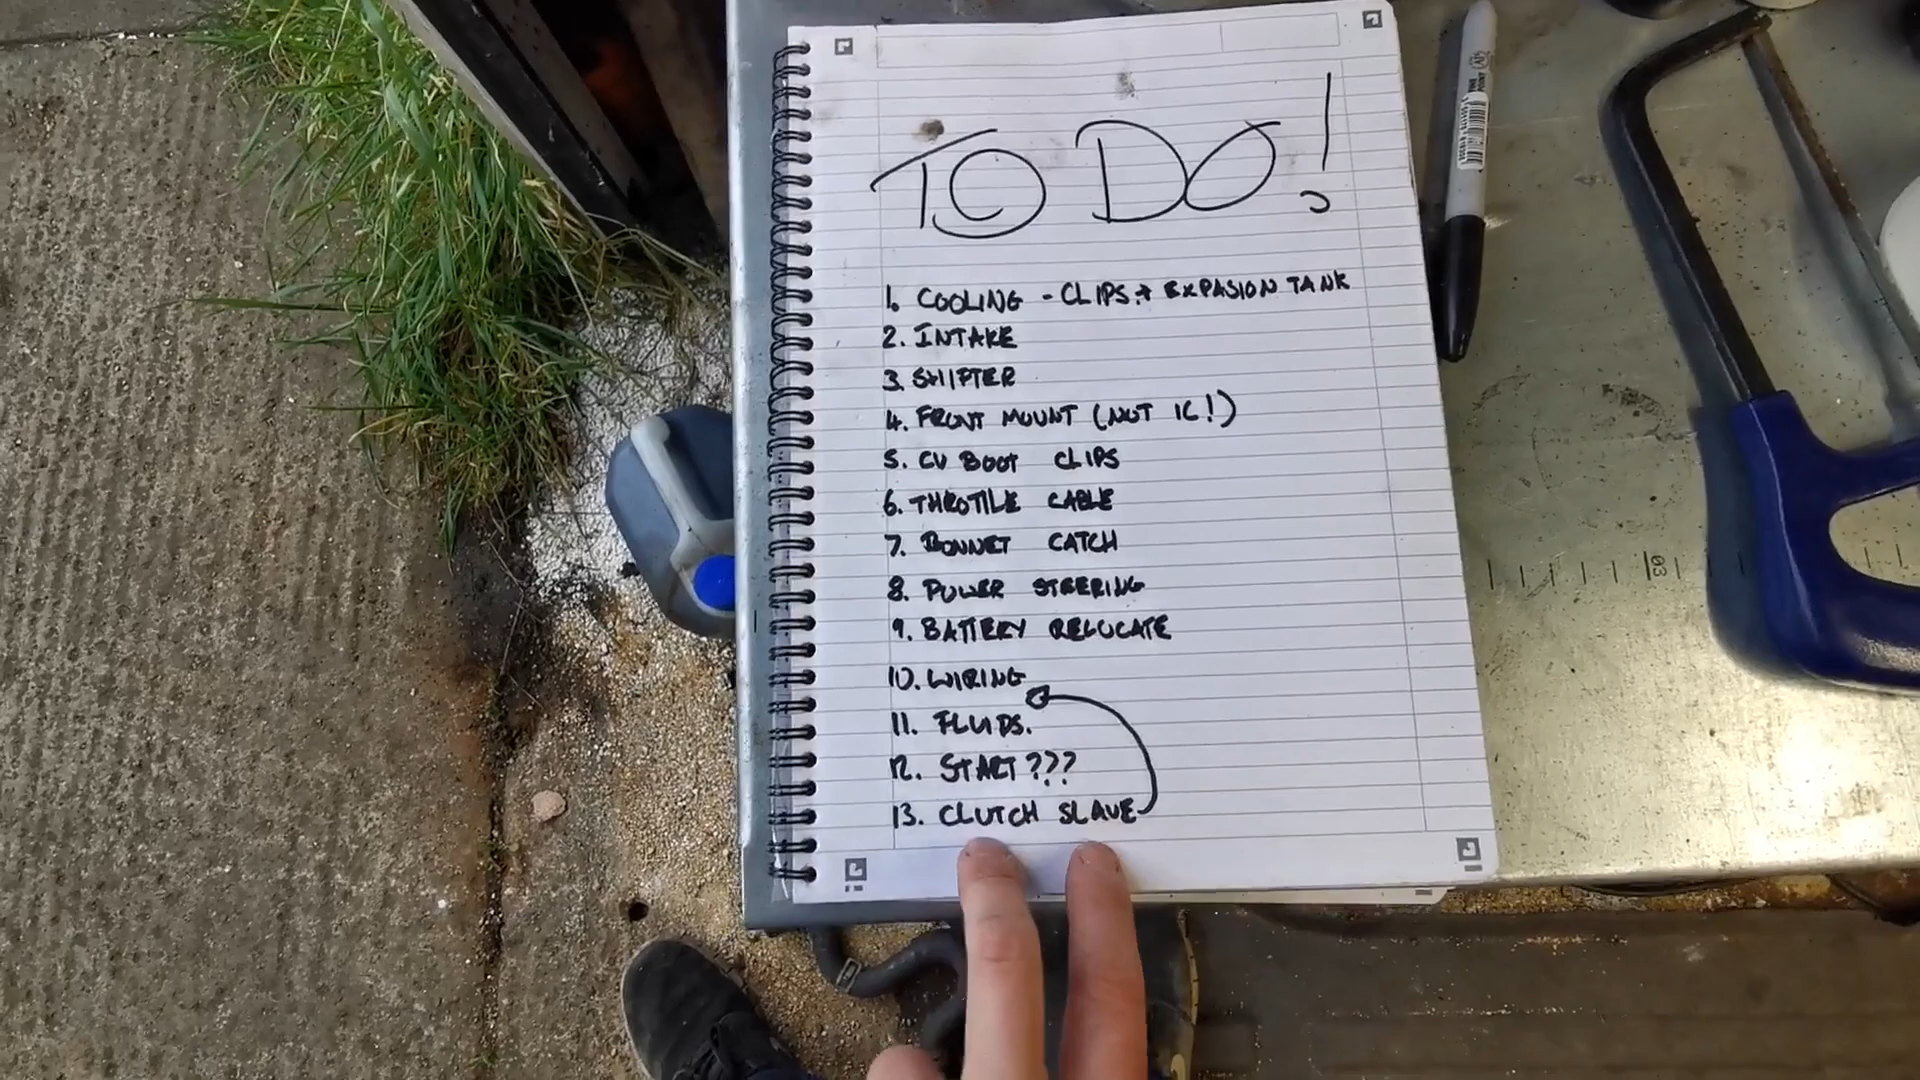 TO DO!
1. COOLING - CLIPS + EXPASION TANK
2. INTAKE
3. SHIFTER
4. FRONT MOUNT (NOT IC!)
5. CV BOOT CLIPS
6. THROTTLE CABLE
7. BONNET CATCH
8. POWER STEERING
9. BATTERY RELOCATE
10. WIRING
11. FLUIDS.
12. START???
13. CLUTCH SLAVE
03